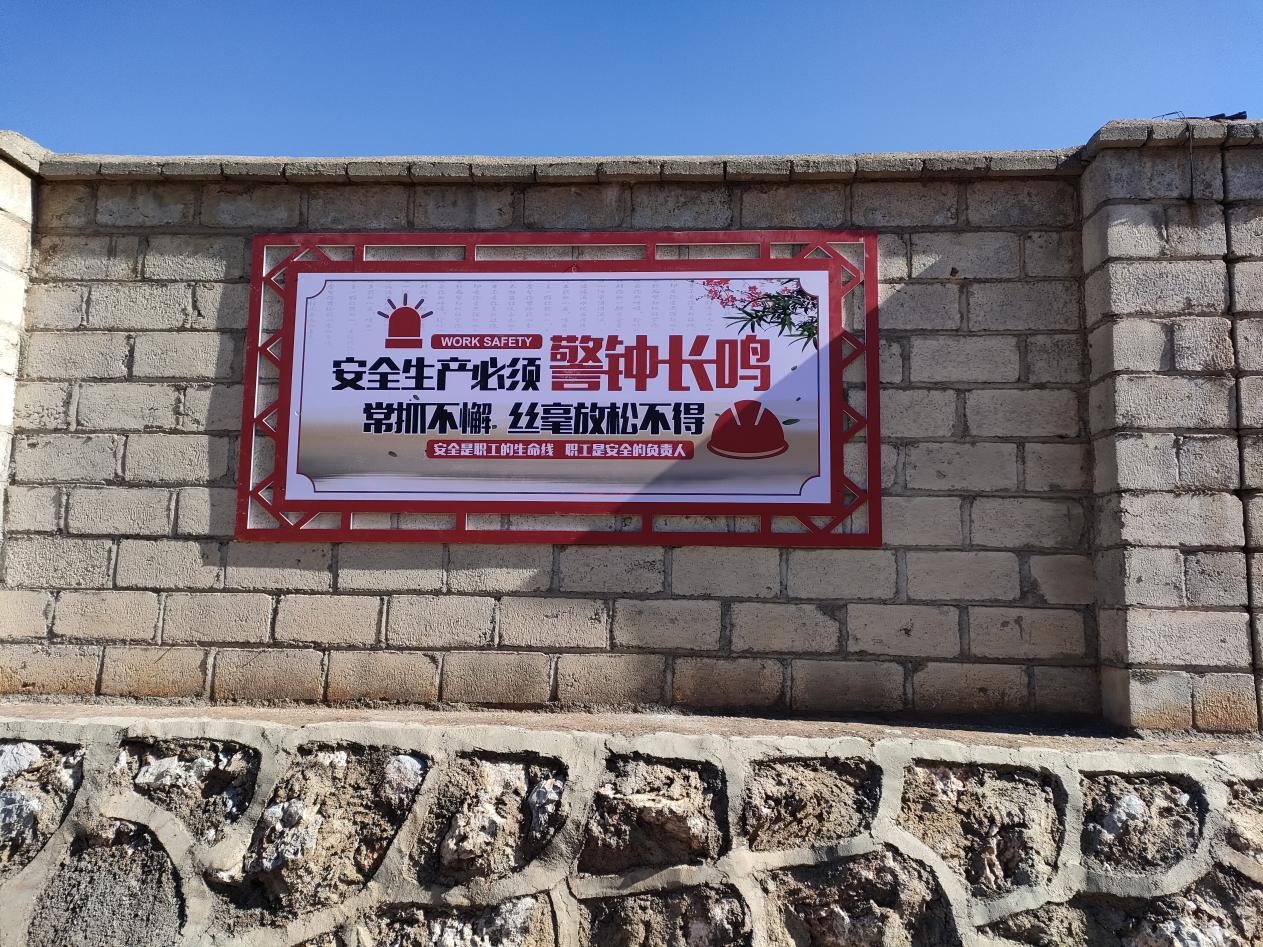 WORK SAFETY
安全生产必须警钟长鸣
常抓不懈 丝毫放松不得
安全是职工的生命线 职工是安全的负责人